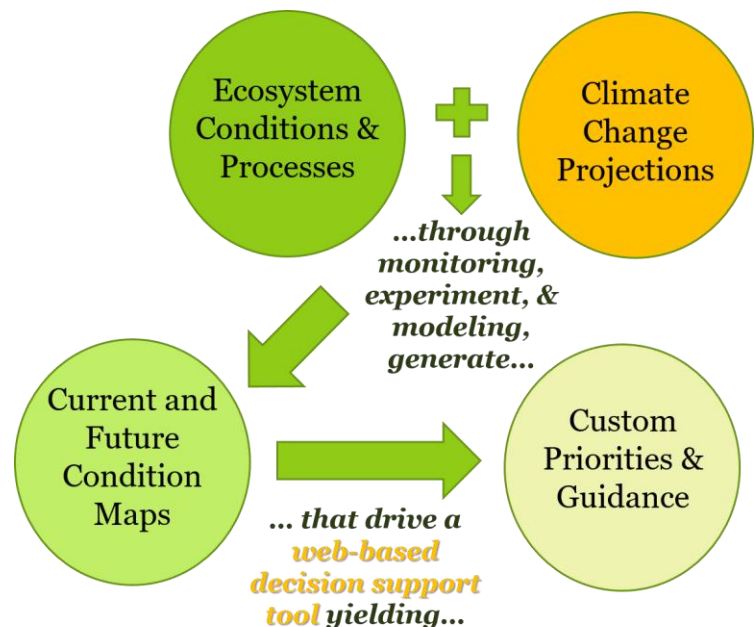 Ecosystem
Conditions &
Processes
Climate
Change
Projections
...through
monitoring,
experiment, &
modeling,
generate...
Current and
Future
Condition
Maps
Custom
Priorities &
Guidance
... that drive a
web-based
decision support
tool yielding...